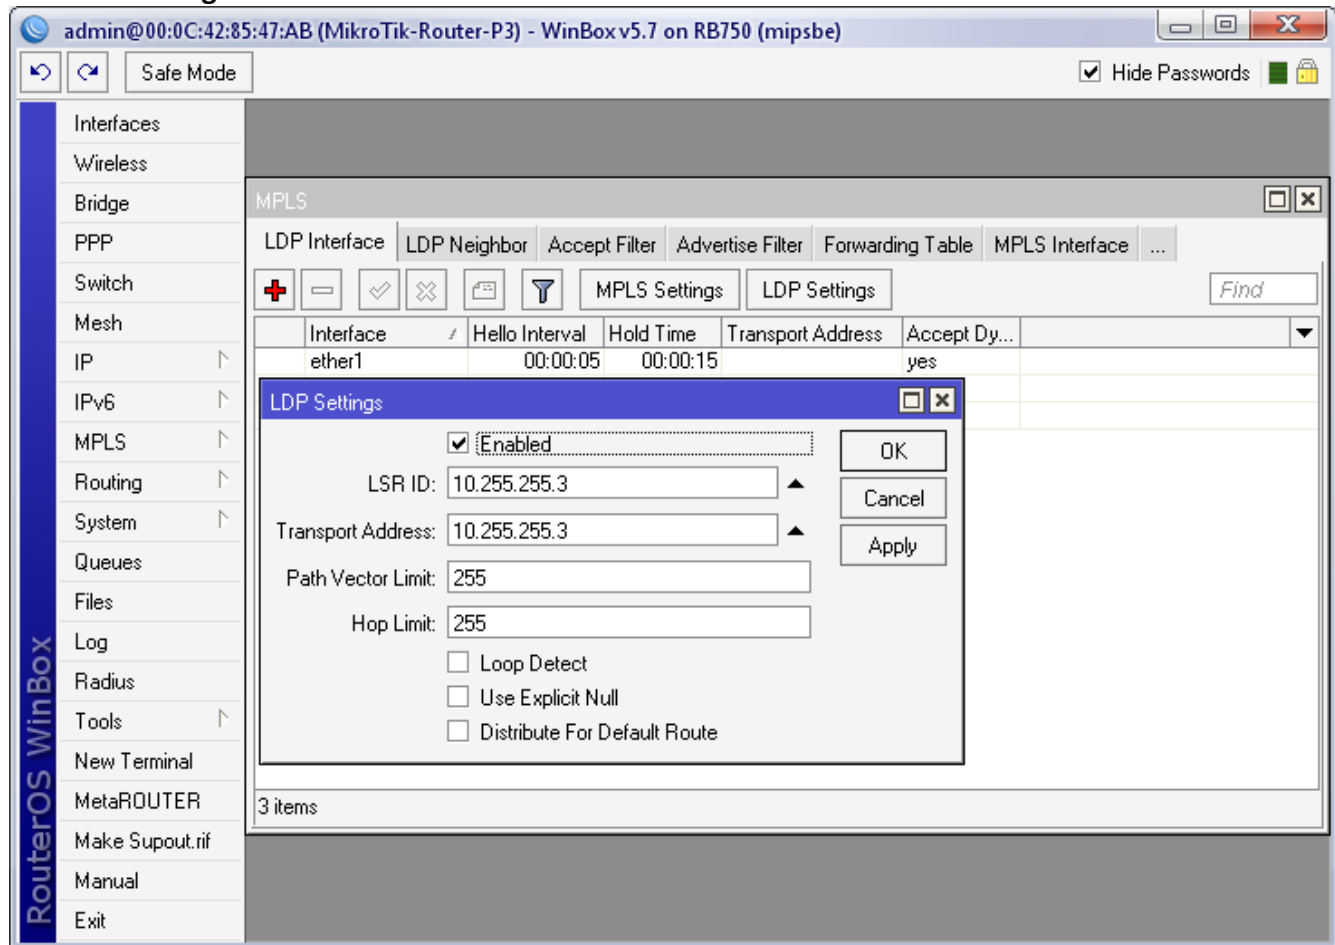 admin@00:0C:42:85:47:AB (MikroTik-Router-P3) - WinBox v5.7 on RB750 (mipsbe)
Safe Mode
Hide Passwords
Interfaces
Wireless
Bridge
PPP
Switch
Mesh
IP
IPv6
MPLS
Routing
System
Queues
Files
Log
Radius
Tools
New Terminal
MetaROUTER
Make Supout.rif
Manual
Exit
RouterOS WinBox
MPLS
LDP Interface LDP Neighbor Accept Filter Advertise Filter Forwarding Table MPLS Interface ...
MPLS Settings LDP Settings Find
Interface Hello Interval Hold Time Transport Address Accept Dy...
ether1 00:00:05 00:00:15 yes
LDP Settings
Enabled
LSR ID: 10.255.255.3
Transport Address: 10.255.255.3
Path Vector Limit: 255
Hop Limit: 255
Loop Detect
Use Explicit Null
Distribute For Default Route
OK
Cancel
Apply
3 items